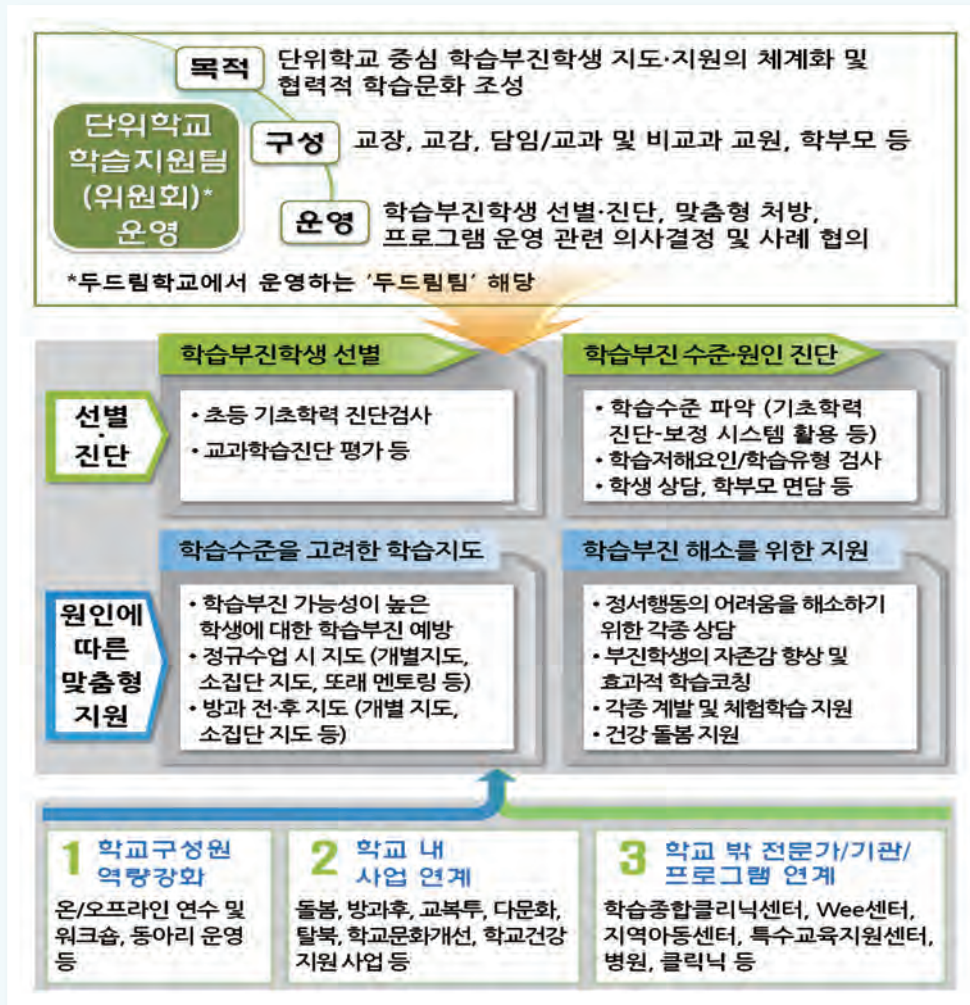 목적
단위학교 중심 학습부진학생 지도·지원의 체계화 및
협력적 학습문화 조성
단위학교
학습지원팀
(위원회)*
운영
구성
교장, 교감, 담임/교과 및 비교과 교원, 학부모 등
운영
학습부진학생 선별·진단, 맞춤형 처방,
프로그램 운영 관련 의사결정 및 사례 협의
*두드림학교에서 운영하는 '두드림팀' 해당
선별
·
진단
학습부진학생 선별
• 초등 기초학력 진단검사
• 교과학습진단 평가 등
학습부진 수준·원인 진단
• 학습수준 파악 (기초학력
진단-보정 시스템 활용 등)
• 학습저해요인/학습유형 검사
• 학생 상담, 학부모 면담 등
원인에
따른
맞춤형
지원
학습수준을 고려한 학습지도
• 학습부진 가능성이 높은
학생에 대한 학습부진 예방
• 정규수업 시 지도 (개별지도,
소집단 지도, 또래 멘토링 등)
• 방과 전·후 지도 (개별 지도,
소집단 지도 등)
학습부진 해소를 위한 지원
• 정서행동의 어려움을 해소하기
위한 각종 상담
• 부진학생의 자존감 향상 및
효과적 학습코칭
• 각종 계발 및 체험학습 지원
• 건강 돌봄 지원
1 학교구성원
역량강화
온/오프라인 연수 및
워크숍, 동아리 운영
등
2 학교 내
사업 연계
돌봄, 방과후, 교복투, 다문화,
탈북, 학교문화개선, 학교건강
지원 사업 등
3 학교 밖 전문가/기관/
프로그램 연계
학습종합클리닉센터, Wee센터,
지역아동센터, 특수교육지원센터,
병원, 클릭닉 등